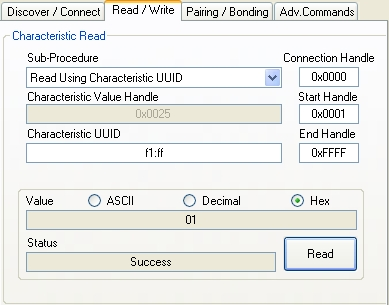 Discover / Connect Read / Write Pairing / Bonding Adv.Commands
Characteristic Read
Sub-Procedure Connection Handle
Read Using Characteristic UUID 0x0000
Characteristic Value Handle Start Handle
0x0025 0x0001
Characteristic UUID End Handle
f1:ff 0xFFFF
Value ASCII Decimal Hex
01
Status
Success Read